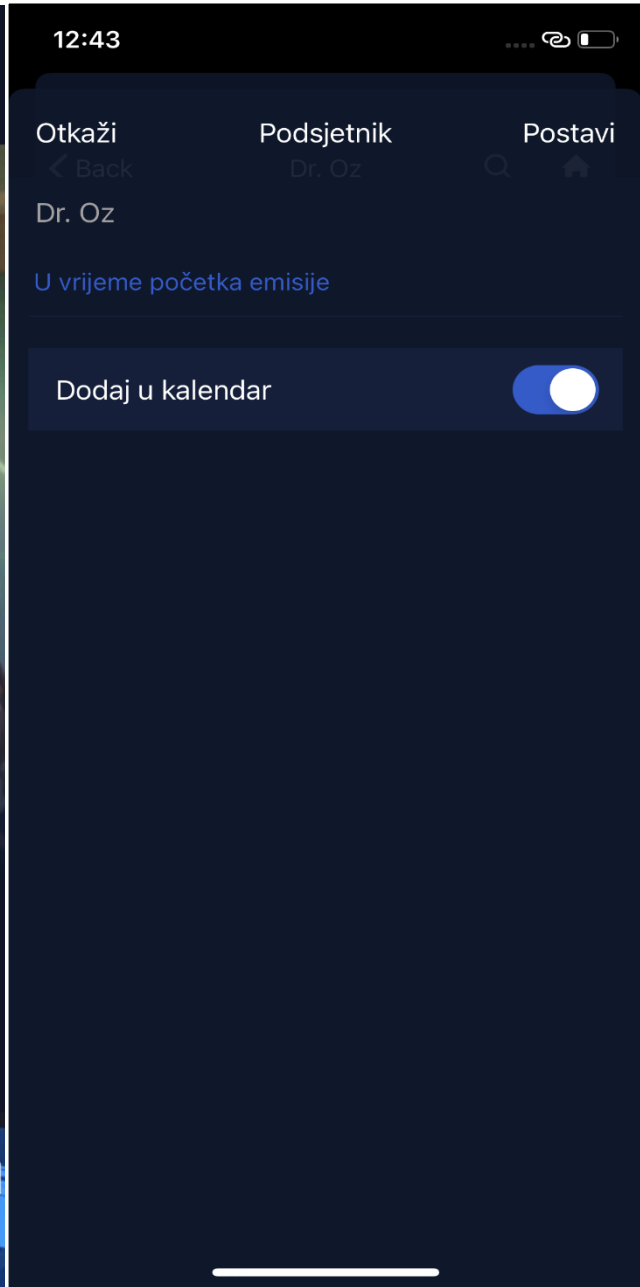 12:43
Otkaži Podsjetnik Postavi
Back Dr. Oz
Dr. Oz
U vrijeme početka emisije
Dodaj u kalendar